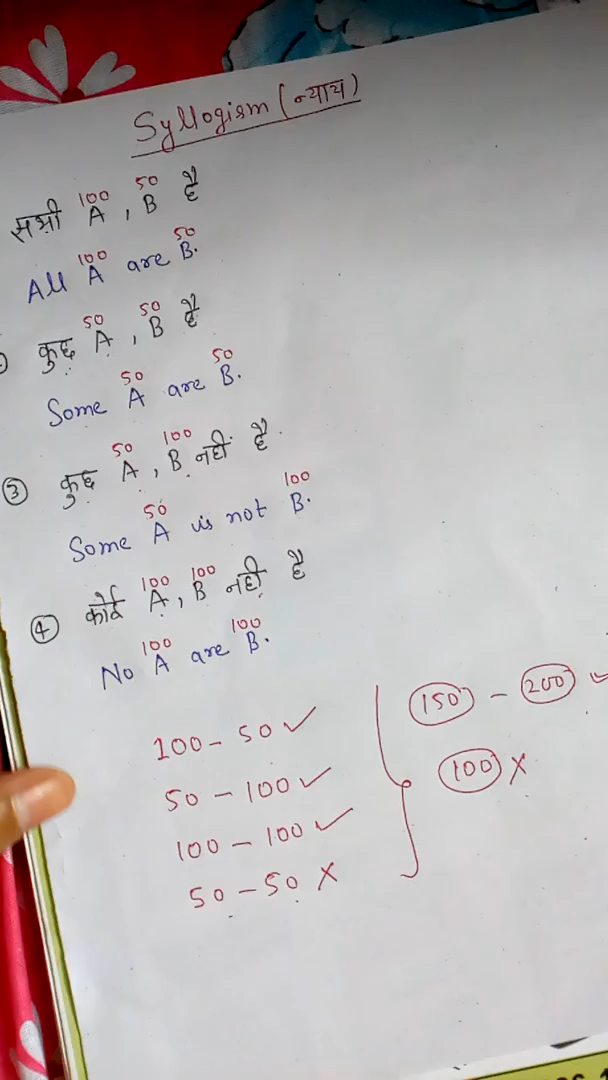 Syllogism (न्याय)
100 50
सभी A , B है
100 50
All A are B.
50 50
कुछ A , B है
50 50
Some A are B.
50 100
③ कुछ A , B नहीं है.
50 100
Some A is not B.
100 100
④ कोई A , B नही है
100 100
No A are B.
100 - 50 ✓
50 - 100 ✓
100 - 100 ✓
50 - 50 X
150 - 200 ✓
100 X